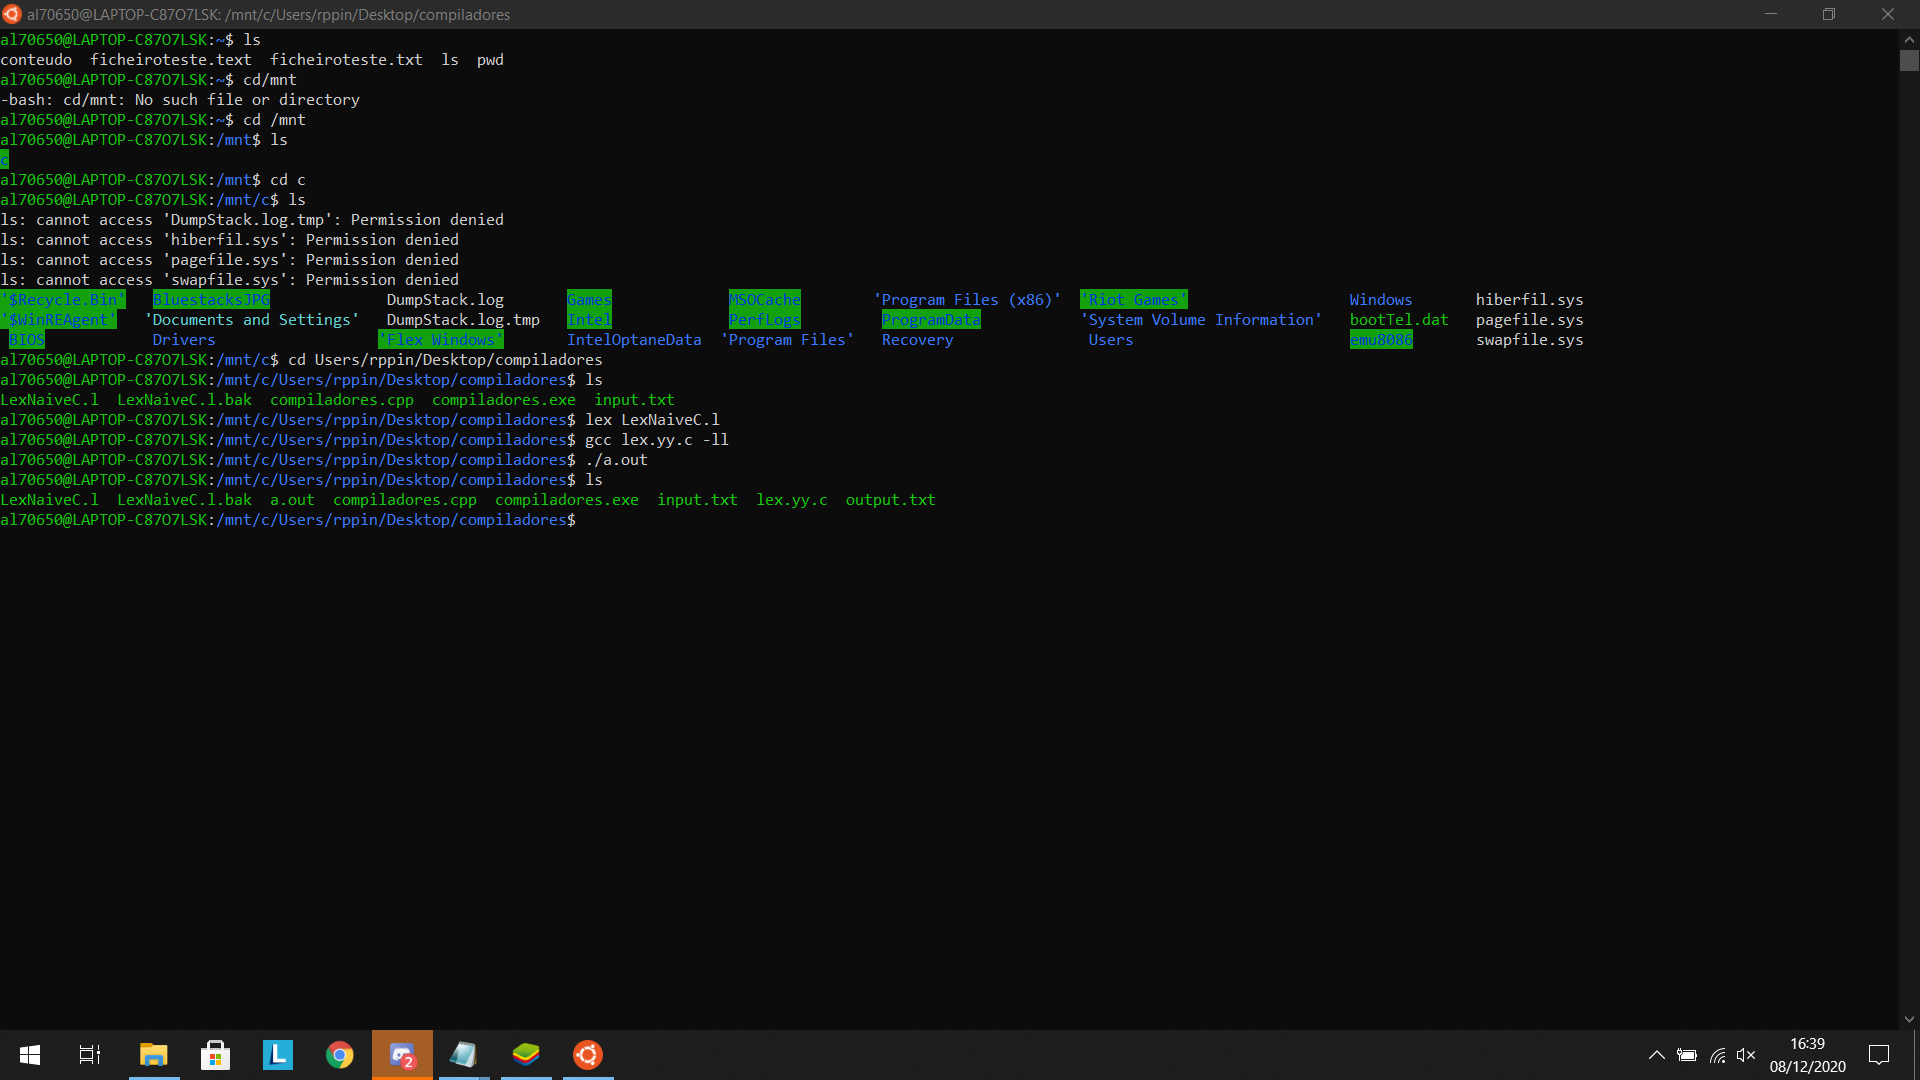 al70650@LAPTOP-C87O7LSK: /mnt/c/Users/rppin/Desktop/compiladores
al70650@LAPTOP-C87O7LSK:~$ ls
conteudo  ficheiroteste.text  ficheiroteste.txt  ls  pwd
al70650@LAPTOP-C87O7LSK:~$ cd/mnt
-bash: cd/mnt: No such file or directory
al70650@LAPTOP-C87O7LSK:~$ cd /mnt
al70650@LAPTOP-C87O7LSK:/mnt$ ls
c
al70650@LAPTOP-C87O7LSK:/mnt$ cd c
al70650@LAPTOP-C87O7LSK:/mnt/c$ ls
ls: cannot access 'DumpStack.log.tmp': Permission denied
ls: cannot access 'hiberfil.sys': Permission denied
ls: cannot access 'pagefile.sys': Permission denied
ls: cannot access 'swapfile.sys': Permission denied
'$Recycle.Bin'  BluestacksJPG  DumpStack.log  Games  MSOCache  'Program Files (x86)'  'Riot Games'  Windows  hiberfil.sys
'$WinREAgent'  'Documents and Settings'  DumpStack.log.tmp  Intel  PerfLogs  ProgramData  'System Volume Information'  bootTel.dat  pagefile.sys
BIOS  Drivers  'Flex Windows'  IntelOptaneData  'Program Files'  Recovery  Users  emu8086  swapfile.sys
al70650@LAPTOP-C87O7LSK:/mnt/c$ cd Users/rppin/Desktop/compiladores
al70650@LAPTOP-C87O7LSK:/mnt/c/Users/rppin/Desktop/compiladores$ ls
LexNaiveC.l  LexNaiveC.l.bak  compiladores.cpp  compiladores.exe  input.txt
al70650@LAPTOP-C87O7LSK:/mnt/c/Users/rppin/Desktop/compiladores$ lex LexNaiveC.l
al70650@LAPTOP-C87O7LSK:/mnt/c/Users/rppin/Desktop/compiladores$ gcc lex.yy.c -ll
al70650@LAPTOP-C87O7LSK:/mnt/c/Users/rppin/Desktop/compiladores$ ./a.out
al70650@LAPTOP-C87O7LSK:/mnt/c/Users/rppin/Desktop/compiladores$ ls
LexNaiveC.l  LexNaiveC.l.bak  a.out  compiladores.cpp  compiladores.exe  input.txt  lex.yy.c  output.txt
al70650@LAPTOP-C87O7LSK:/mnt/c/Users/rppin/Desktop/compiladores$
L
2
16:39
08/12/2020